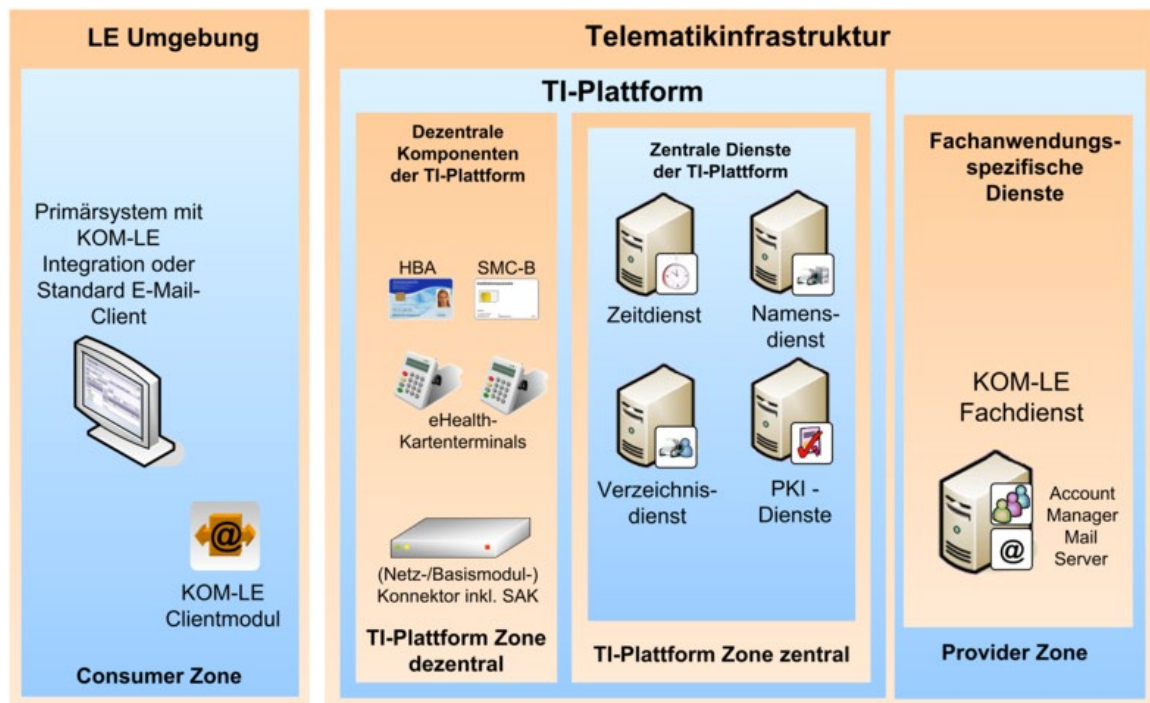 LE Umgebung
Primärsystem mit
KOM-LE
Integration oder
Standard E-Mail-
Client
@
KOM-LE
Clientmodul
Consumer Zone
Telematikinfrastruktur
TI-Plattform
Dezentrale
Komponenten
der TI-Plattform
HBA
SMC-B
eHealth-
Kartenterminals
(Netz-/Basismodul-)
Konnektor inkl. SAK
TI-Plattform Zone
dezentral
Zentrale Dienste
der TI-Plattform
Zeitdienst
Namens-
dienst
Verzeichnis-
dienst
PKI -
Dienste
TI-Plattform Zone zentral
Fachanwendungs-
spezifische
Dienste
KOM-LE
Fachdienst
Account
Manager
Mail
Server
@
Provider Zone